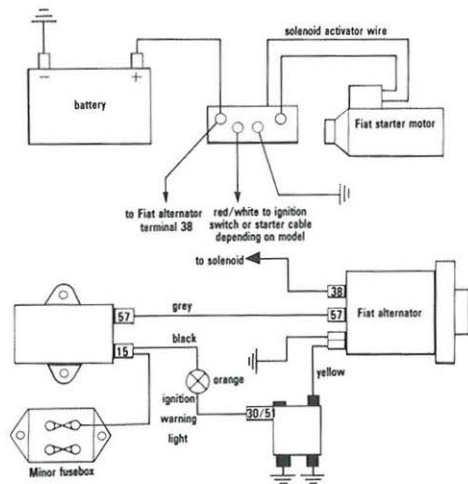 solenoid activator wire
−
+
battery
Fiat starter motor
to Fiat alternator
terminal 38
red/white to ignition
switch or starter cable
depending on model
to solenoid
38
57
grey
57
Fiat alternator
15
black
orange
yellow
ignition
warning
light
30/51
Minor fusebox